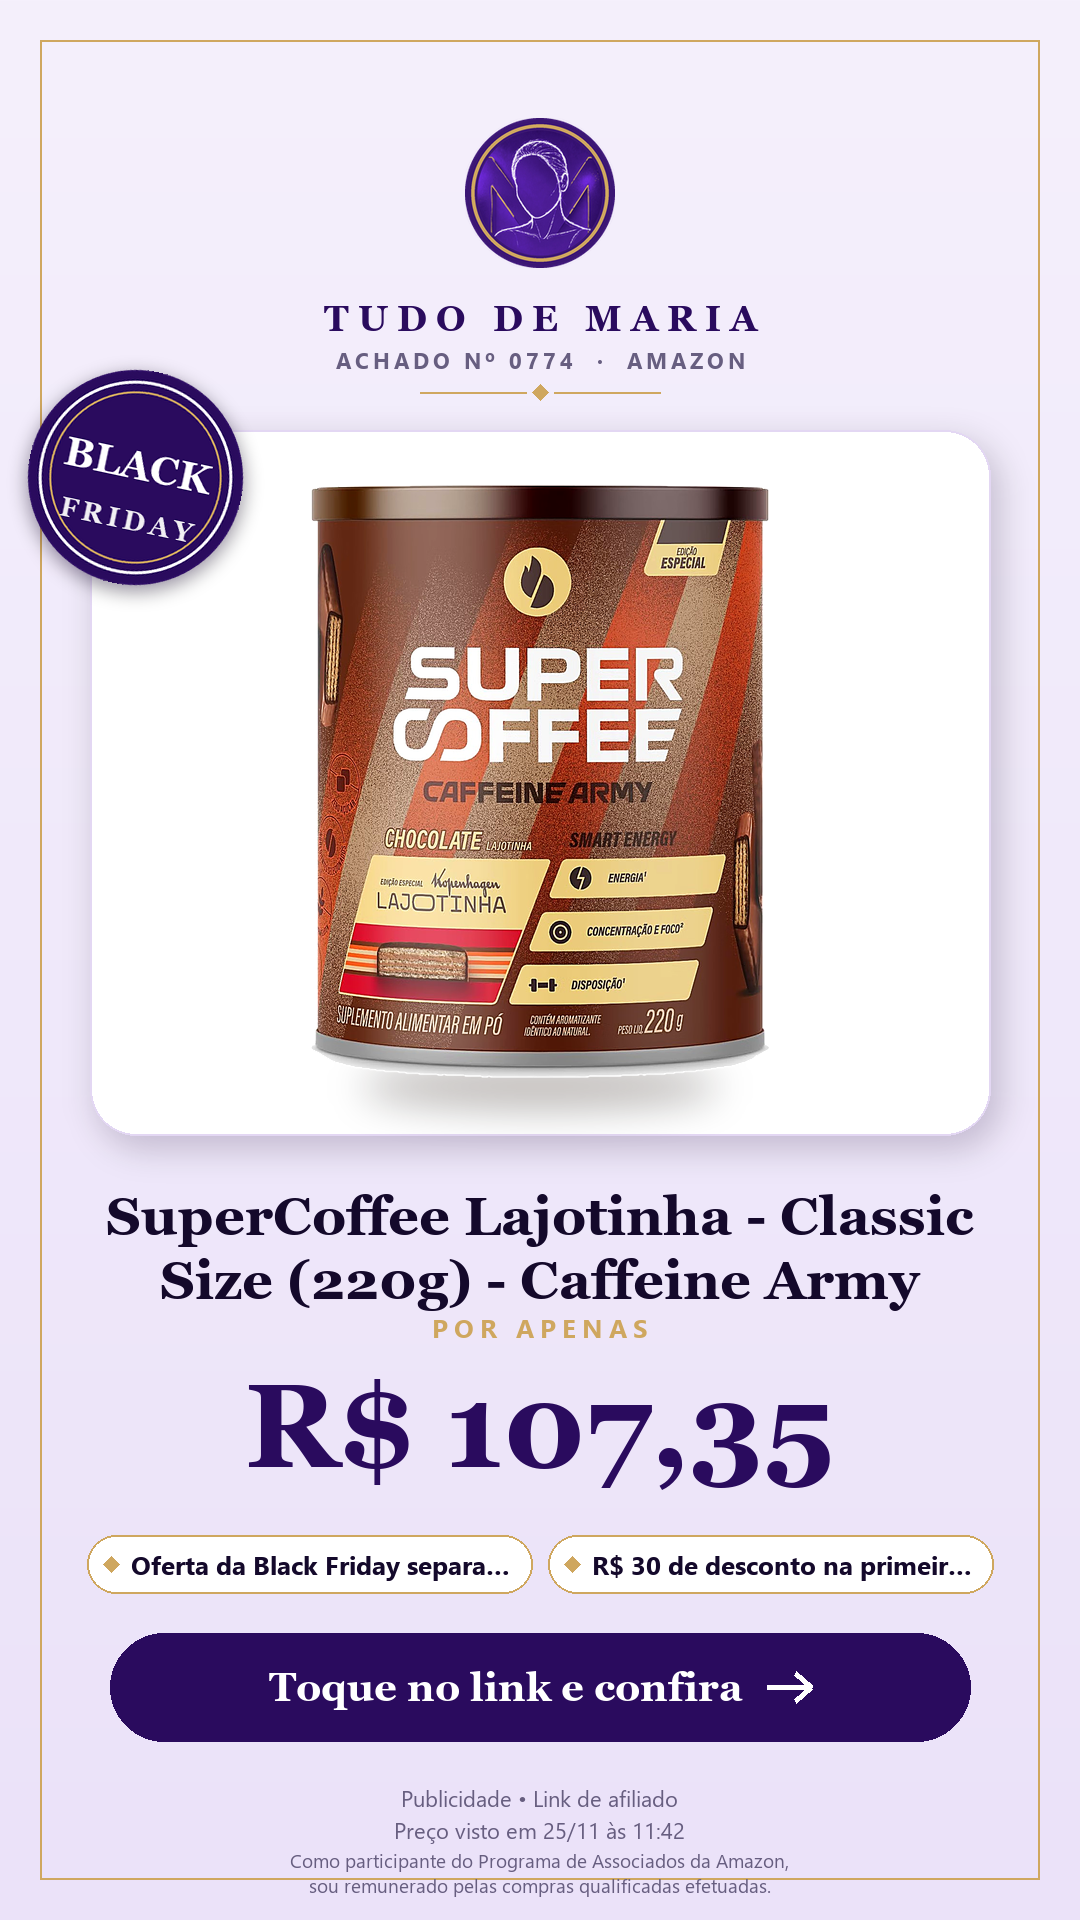 TUDO DE MARIA
ACHADO Nº 0774 · AMAZON
BLACK
FRIDAY
EDIÇÃO
ESPECIAL
SUPER
COFFEE
CAFFEINE ARMY
CHOCOLATE LAJOTINHA
SMART ENERGY
EDIÇÃO ESPECIAL Kopenhagen
LAJOTINHA
ENERGIA¹
CONCENTRAÇÃO E FOCO²
DISPOSIÇÃO¹
SUPLEMENTO ALIMENTAR EM PÓ
CONTÉM AROMATIZANTE
IDÊNTICO AO NATURAL.
PESO LIQ. 220 g
SuperCoffee Lajotinha - Classic
Size (220g) - Caffeine Army
POR APENAS
R$ 107,35
Oferta da Black Friday separa...
R$ 30 de desconto na primeir...
Toque no link e confira →
Publicidade • Link de afiliado
Preço visto em 25/11 às 11:42
Como participante do Programa de Associados da Amazon,
sou remunerado pelas compras qualificadas efetuadas.